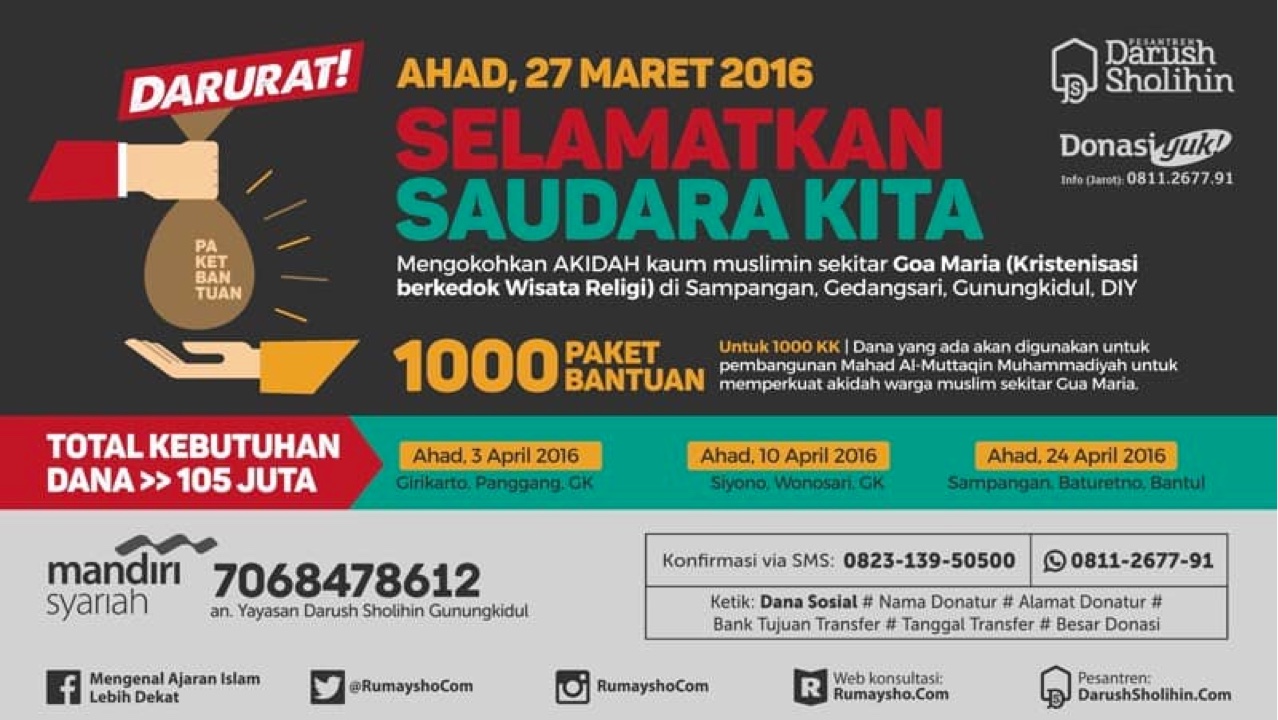 DARURAT!
AHAD, 27 MARET 2016
SELAMATKAN
SAUDARA KITA
Mengokohkan AKIDAH kaum muslimin sekitar Goa Maria (Kristenisasi
berkedok Wisata Religi) di Sampangan, Gedangsari, Gunungkidul, DIY
PESANTREN
Darush
Sholihin
Donasi yuk!
Info (Jarot): 0811.2677.91
PA
KET
BAN
TUAN
1000 PAKET
BANTUAN
Untuk 1000 KK | Dana yang ada akan digunakan untuk
pembangunan Mahad Al-Muttaqin Muhammadiyah untuk
memperkuat akidah warga muslim sekitar Gua Maria.
TOTAL KEBUTUHAN
DANA >> 105 JUTA
Ahad, 3 April 2016
Girikarto, Panggang, GK
Ahad, 10 April 2016
Siyono, Wonosari, GK
Ahad, 24 April 2016
Sampangan, Baturetno, Bantul
mandiri
syariah
7068478612
an. Yayasan Darush Sholihin Gunungkidul
Konfirmasi via SMS: 0823-139-50500
0811-2677-91
Ketik: Dana Sosial # Nama Donatur # Alamat Donatur #
Bank Tujuan Transfer # Tanggal Transfer # Besar Donasi
Mengenal Ajaran Islam
Lebih Dekat
@RumayshoCom
RumayshoCom
Web konsultasi:
Rumaysho.Com
Pesantren:
DarushSholihin.Com